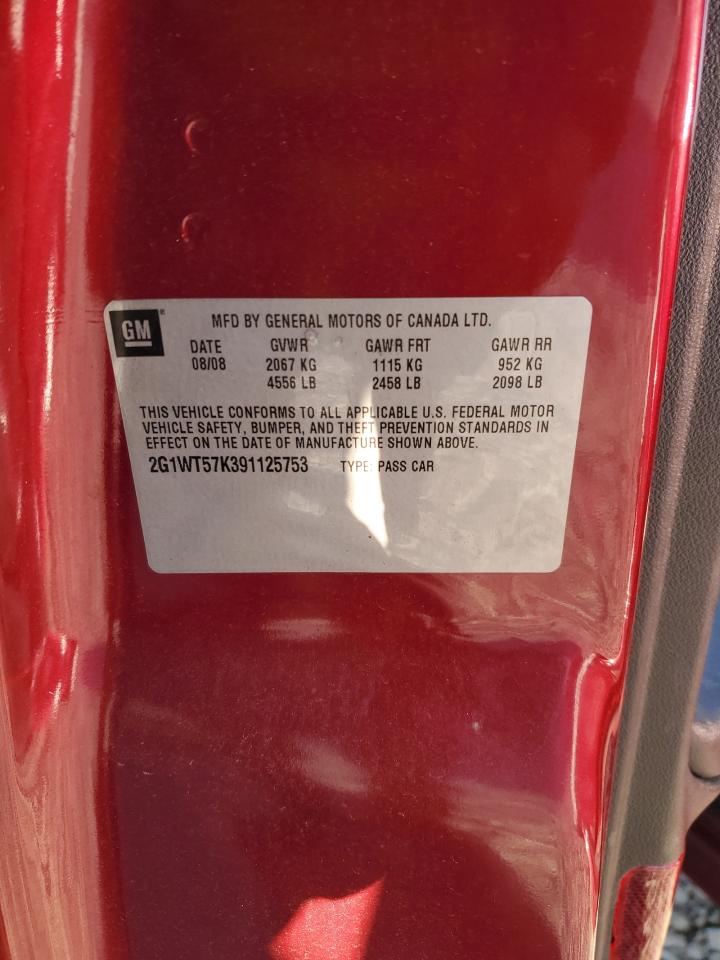 GM ® MFD BY GENERAL MOTORS OF CANADA LTD.
DATE GVWR GAWR FRT GAWR RR
08/08 2067 KG 1115 KG 952 KG
4556 LB 2458 LB 2098 LB
THIS VEHICLE CONFORMS TO ALL APPLICABLE U.S. FEDERAL MOTOR
VEHICLE SAFETY, BUMPER, AND THEFT PREVENTION STANDARDS IN
EFFECT ON THE DATE OF MANUFACTURE SHOWN ABOVE.
2G1WT57K391125753 TYPE: PASS CAR